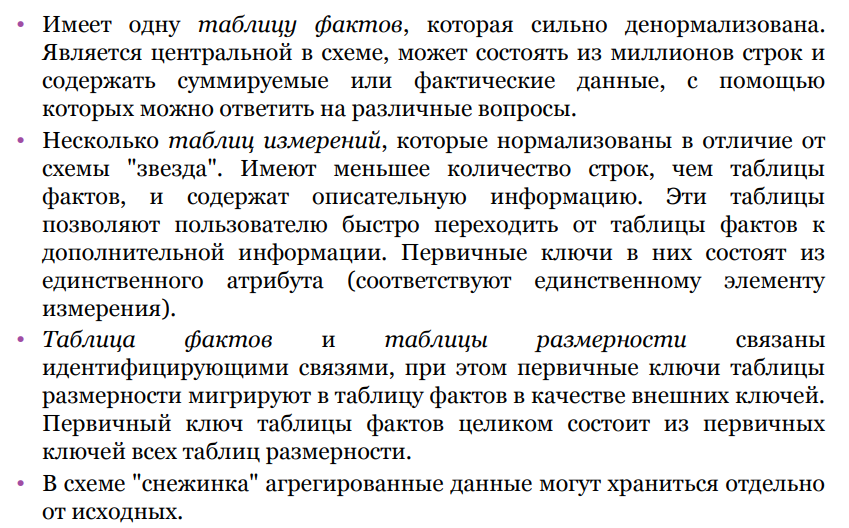 • Имеет одну таблицу фактов, которая сильно денормализована.
Является центральной в схеме, может состоять из миллионов строк и
содержать суммируемые или фактические данные, с помощью
которых можно ответить на различные вопросы.
• Несколько таблиц измерений, которые нормализованы в отличие от
схемы "звезда". Имеют меньшее количество строк, чем таблицы
фактов, и содержат описательную информацию. Эти таблицы
позволяют пользователю быстро переходить от таблицы фактов к
дополнительной информации. Первичные ключи в них состоят из
единственного атрибута (соответствуют единственному элементу
измерения).
• Таблица фактов и таблицы размерности связаны
идентифицирующими связями, при этом первичные ключи таблицы
размерности мигрируют в таблицу фактов в качестве внешних ключей.
Первичный ключ таблицы фактов целиком состоит из первичных
ключей всех таблиц размерности.
• В схеме "снежинка" агрегированные данные могут храниться отдельно
от исходных.